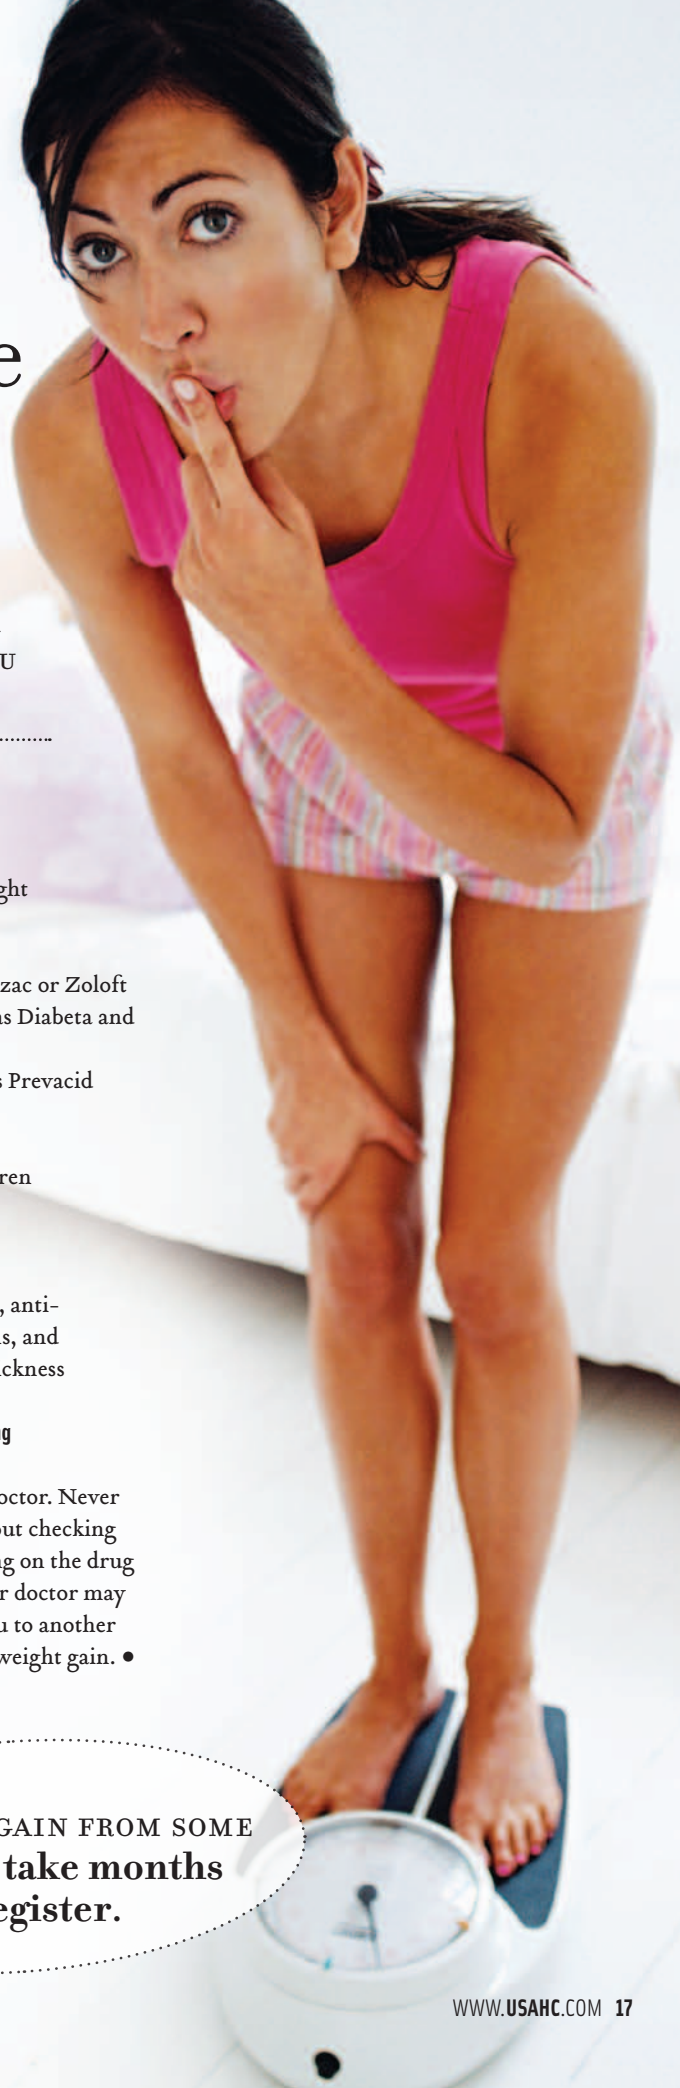 e
U
ght
zac or Zoloft
as Diabeta and
s Prevacid
ren
, anti-
s, and
ckness
g
octor. Never
out checking
ng on the drug
r doctor may
u to another
weight gain. •
GAIN FROM SOME
take months
egister.
WWW.USAHC.COM 17